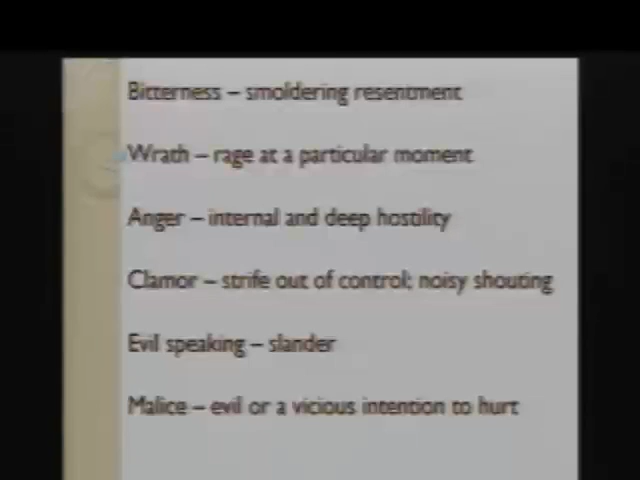 Bitterness – smoldering resentment
Wrath – rage at a particular moment
Anger – internal and deep hostility
Clamor – strife out of control; noisy shouting
Evil speaking – slander
Malice – evil or a vicious intention to hurt